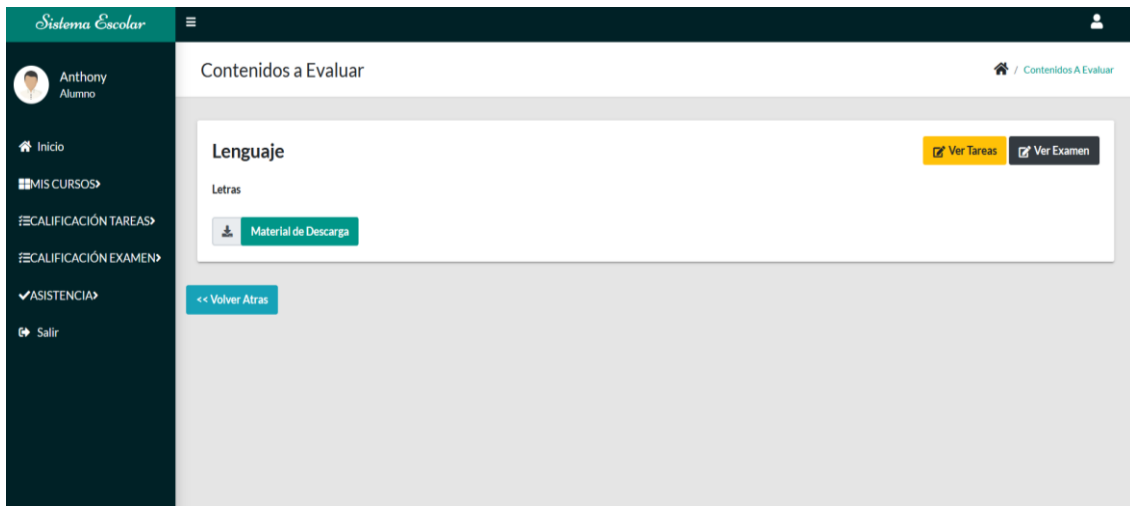 Sistema Escolar
Anthony
Alumno
Inicio
MIS CURSOS
CALIFICACIÓN TAREAS
CALIFICACIÓN EXAMEN
ASISTENCIA
Salir
Contenidos a Evaluar
/ Contenidos A Evaluar
Lenguaje
Ver Tareas
Ver Examen
Letras
Material de Descarga
<< Volver Atras